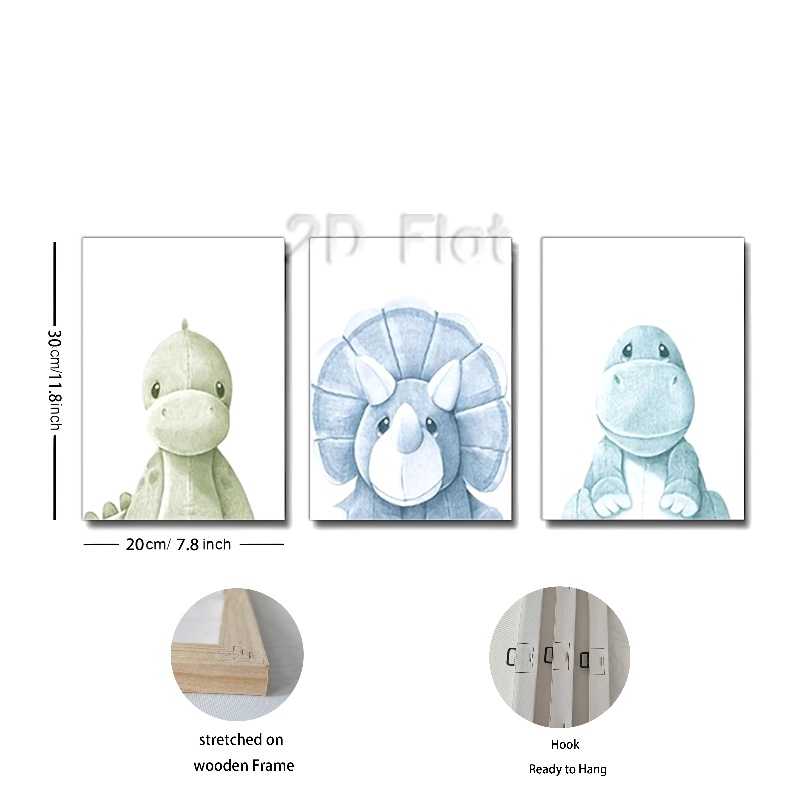 2D Flat
30cm/11.8inch
20cm/ 7.8 inch
stretched on
wooden Frame
Hook
Ready to Hang